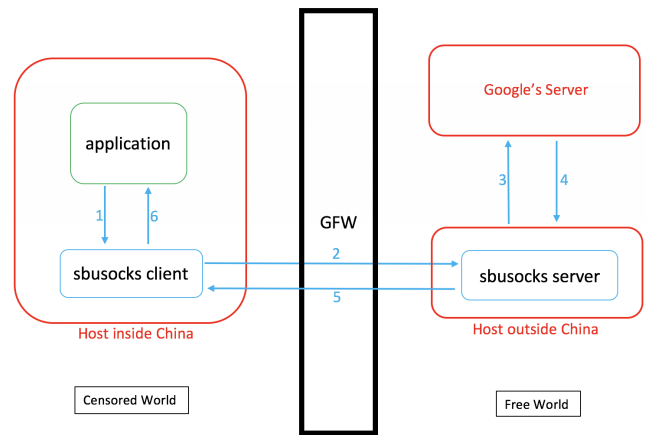 Google's Server
application
1
6
3
4
GFW
2
sbusocks client
sbusocks server
5
Host inside China
Host outside China
Censored World
Free World